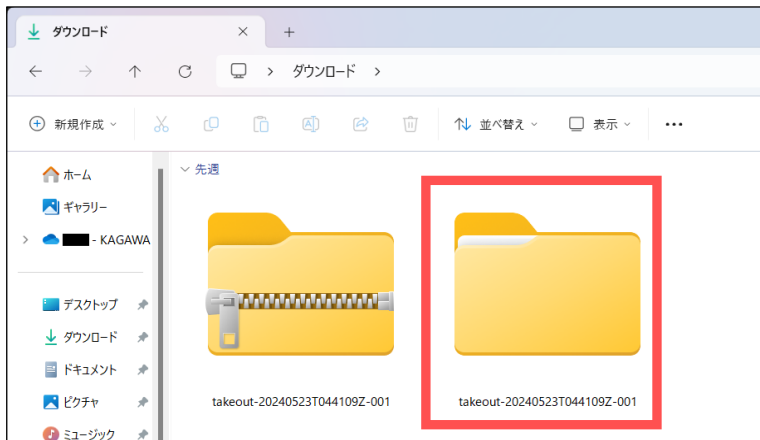 ダウンロード
ダウンロード
新規作成
並べ替え
表示
ホーム
ギャラリー
- KAGAWA
デスクトップ
ダウンロード
ドキュメント
ピクチャ
ミュージック
先週
takeout-20240523T044109Z-001
takeout-20240523T044109Z-001